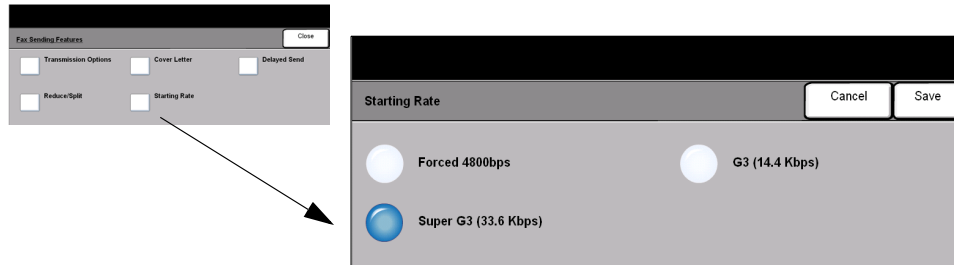 Fax Sending Features
Close
Transmission Options
Cover Letter
Delayed Send
Reduce/Split
Starting Rate
Starting Rate
Cancel
Save
Forced 4800bps
G3 (14.4 Kbps)
Super G3 (33.6 Kbps)